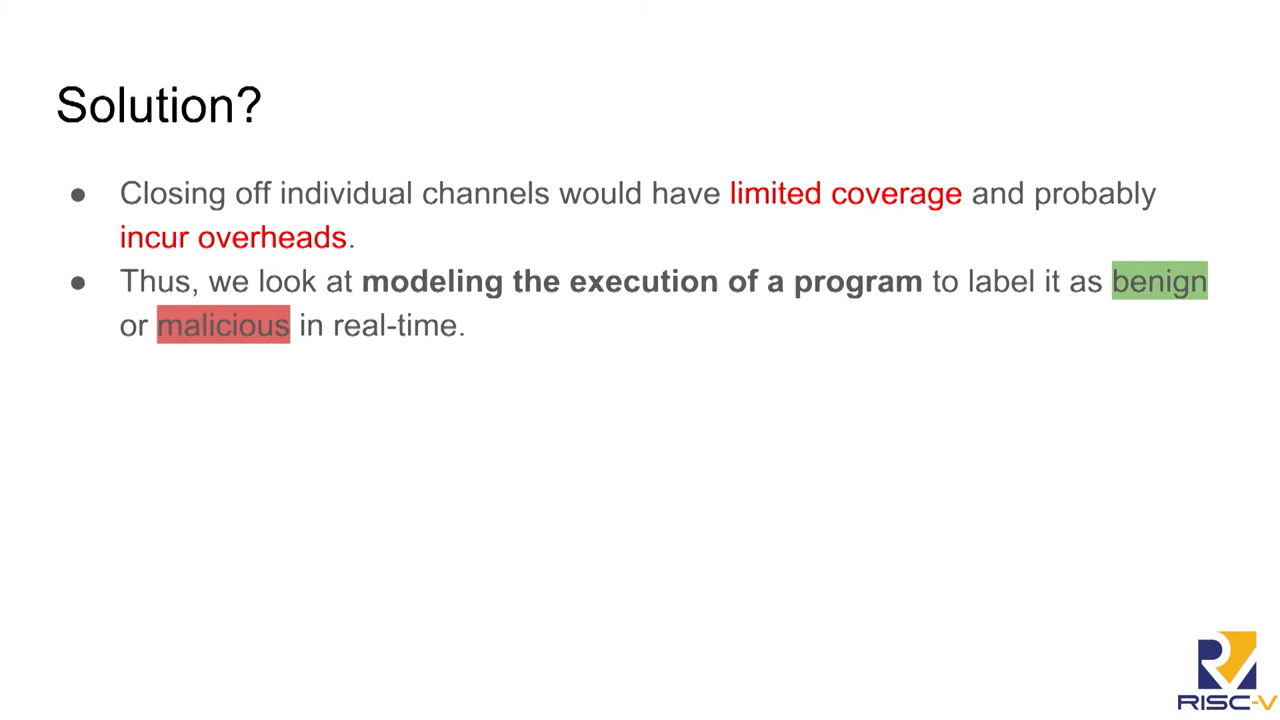 Solution?
● Closing off individual channels would have limited coverage and probably
incur overheads.
● Thus, we look at modeling the execution of a program to label it as benign
or malicious in real-time.
RISC-V